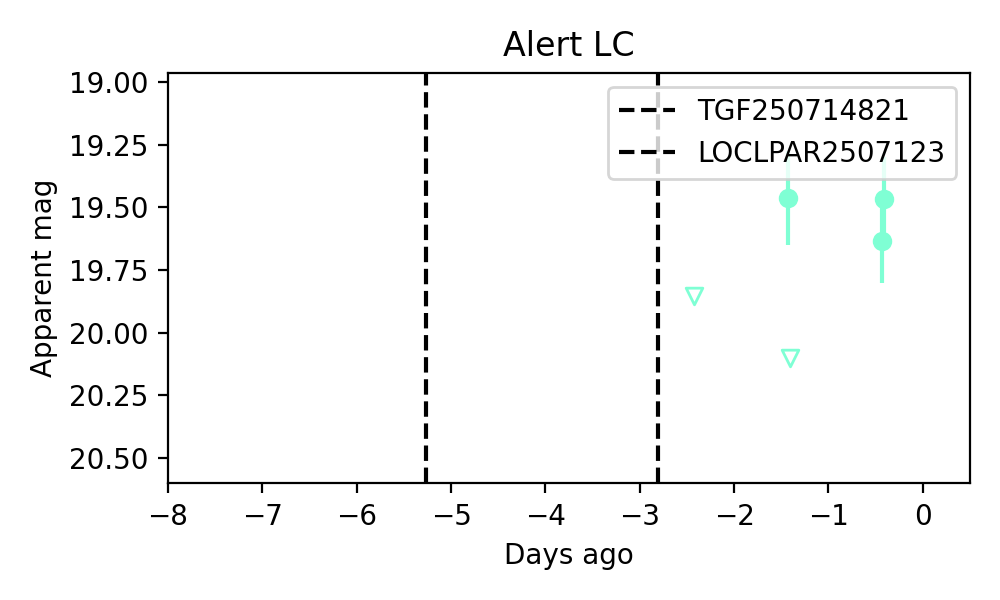 Alert LC
TGF250714821
LOCLPAR2507123
Apparent mag
19.00
19.25
19.50
19.75
20.00
20.25
20.50
−8 −7 −6 −5 −4 −3 −2 −1 0
Days ago